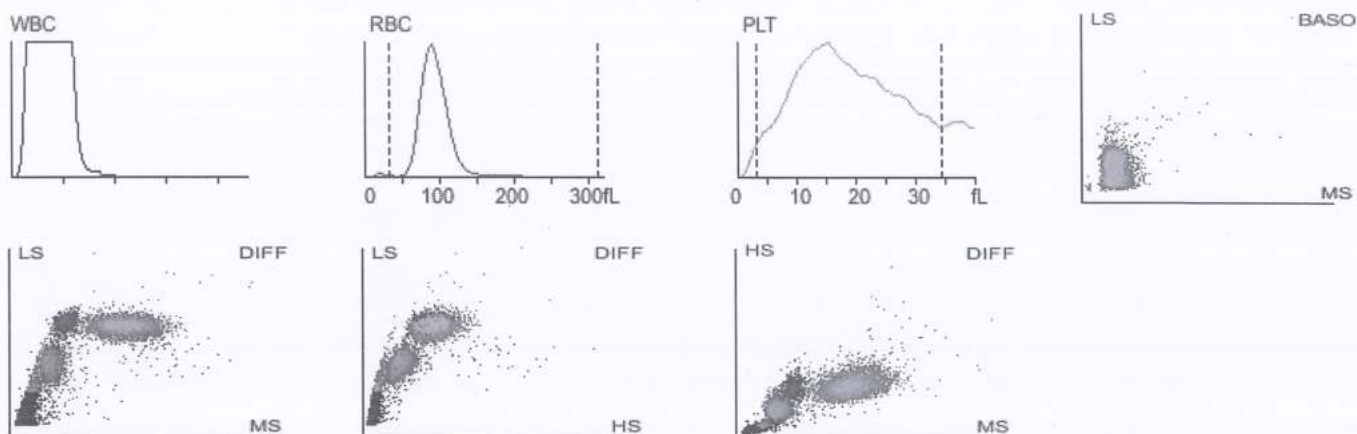 WBC
RBC
0 100 200 300fL
PLT
0 10 20 30 fL
LS BASO
MS
LS DIFF
MS
LS DIFF
HS
HS DIFF
MS